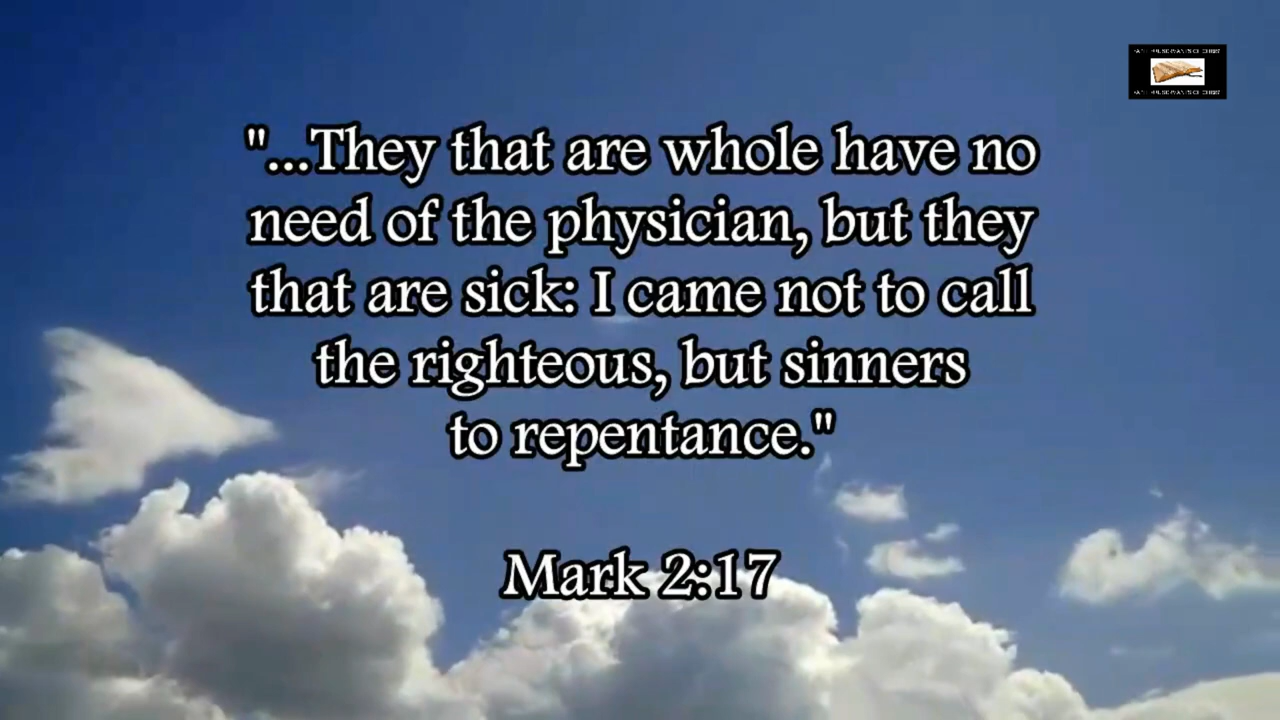 "...They that are whole have no
need of the physician, but they
that are sick: I came not to call
the righteous, but sinners
to repentance."
Mark 2:17